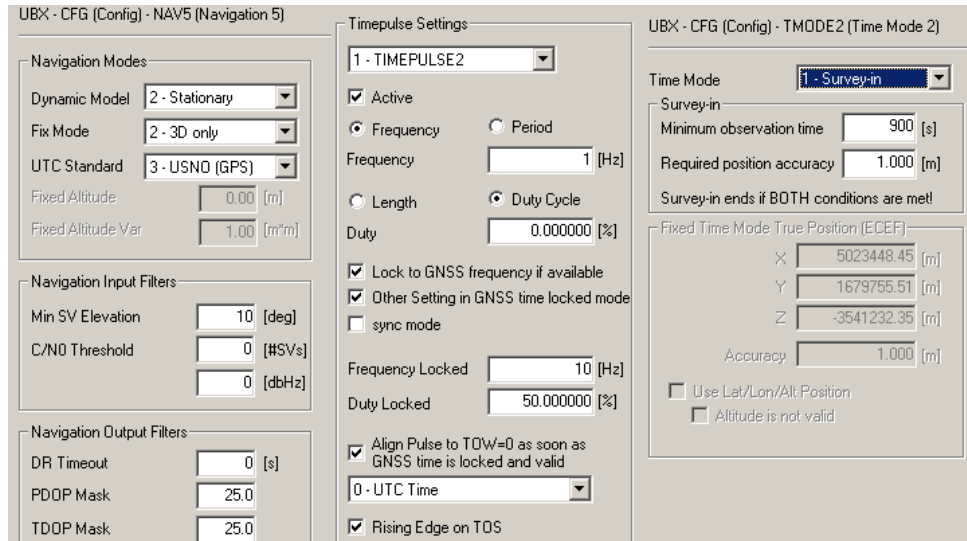 UBX - CFG (Config) - NAV5 (Navigation 5)
Navigation Modes
Dynamic Model 2 - Stationary
Fix Mode 2 - 3D only
UTC Standard 3 - USNO (GPS)
Fixed Altitude 0.00 [m]
Fixed Altitude Var 1.00 [m*m]
Navigation Input Filters
Min SV Elevation 10 [deg]
C/N0 Threshold 0 [#SVs]
0 [dbHz]
Navigation Output Filters
DR Timeout 0 [s]
PDOP Mask 25.0
TDOP Mask 25.0
Timepulse Settings
1 - TIMEPULSE2
Active
Frequency Period
Frequency 1 [Hz]
Length Duty Cycle
Duty 0.000000 [%]
Lock to GNSS frequency if available
Other Setting in GNSS time locked mode
sync mode
Frequency Locked 10 [Hz]
Duty Locked 50.000000 [%]
Align Pulse to TOW=0 as soon as
GNSS time is locked and valid
0 - UTC Time
Rising Edge on TOS
UBX - CFG (Config) - TMODE2 (Time Mode 2)
Time Mode 1 - Survey-in
Survey-in
Minimum observation time 900 [s]
Required position accuracy 1.000 [m]
Survey-in ends if BOTH conditions are met!
Fixed Time Mode True Position (ECEF)
X 5023448.45 [m]
Y 1679755.51 [m]
Z -3541232.35 [m]
Accuracy 1.000 [m]
Use Lat/Lon/Alt Position
Altitude is not valid